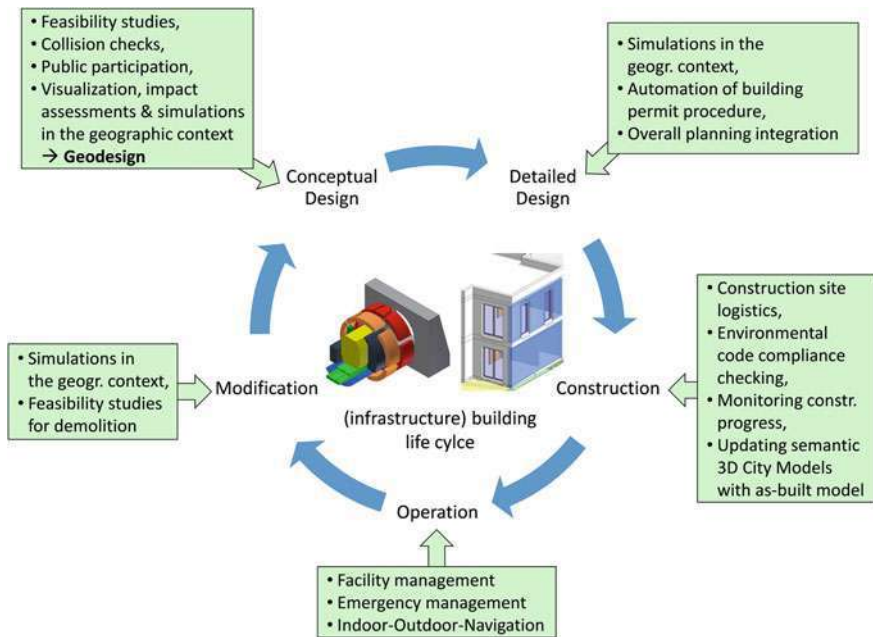 • Feasibility studies,
• Collision checks,
• Public participation,
• Visualization, impact
assessments & simulations
in the geographic context
→ Geodesign
• Simulations in the
geogr. context,
• Automation of building
permit procedure,
• Overall planning integration
Conceptual
Design
Detailed
Design
• Construction site
logistics,
• Environmental
code compliance
checking,
• Monitoring constr.
progress,
• Updating semantic
3D City Models
with as-built model
• Simulations in
the geogr. context,
• Feasibility studies
for demolition
Modification
Construction
(infrastructure) building
life cylce
Operation
• Facility management
• Emergency management
• Indoor-Outdoor-Navigation